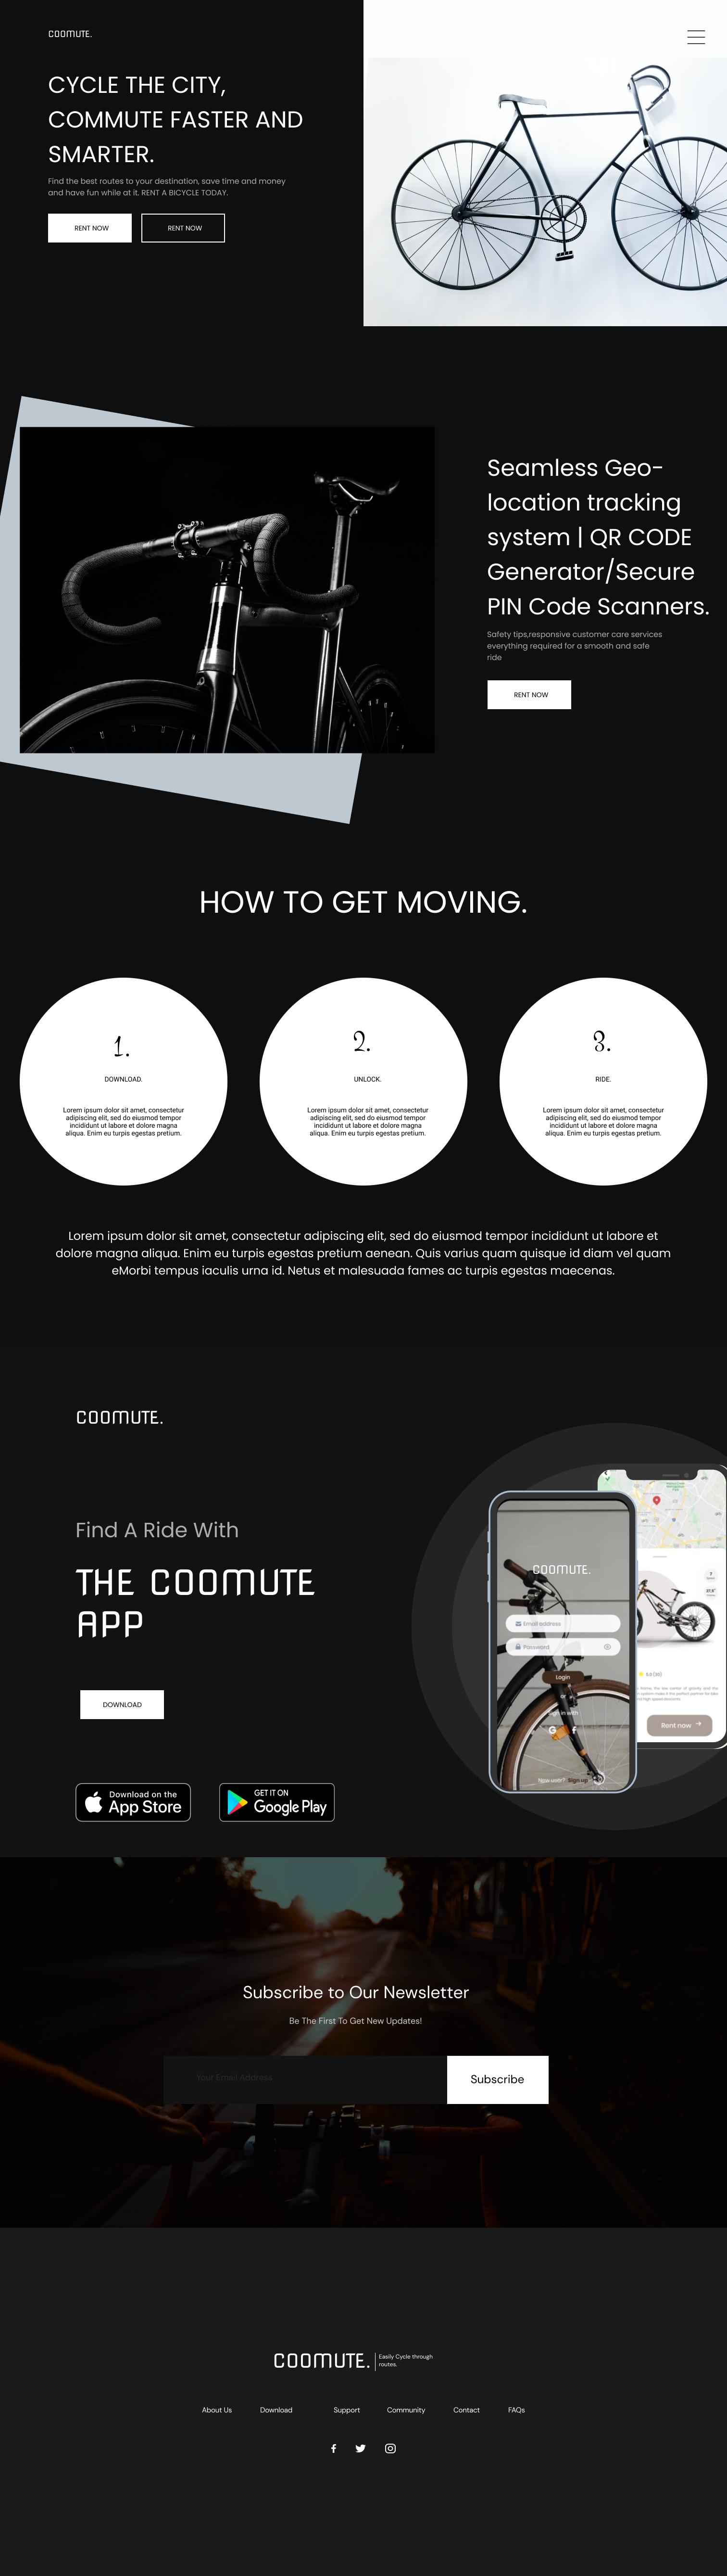 COOMUTE.
CYCLE THE CITY,
COMMUTE FASTER AND
SMARTER.
Find the best routes to your destination, save time and money
and have fun while at it. RENT A BICYCLE TODAY.
RENT NOW
RENT NOW
Seamless Geo-
location tracking
system | QR CODE
Generator/Secure
PIN Code Scanners.
Safety tips,responsive customer care services
everything required for a smooth and safe
ride
RENT NOW
HOW TO GET MOVING.
1.
DOWNLOAD.
Lorem ipsum dolor sit amet, consectetur
adipiscing elit, sed do eiusmod tempor
incididunt ut labore et dolore magna
aliqua. Enim eu turpis egestas pretium.
2.
UNLOCK.
Lorem ipsum dolor sit amet, consectetur
adipiscing elit, sed do eiusmod tempor
incididunt ut labore et dolore magna
aliqua. Enim eu turpis egestas pretium.
3.
RIDE.
Lorem ipsum dolor sit amet, consectetur
adipiscing elit, sed do eiusmod tempor
incididunt ut labore et dolore magna
aliqua. Enim eu turpis egestas pretium.
Lorem ipsum dolor sit amet, consectetur adipiscing elit, sed do eiusmod tempor incididunt ut labore et
dolore magna aliqua. Enim eu turpis egestas pretium aenean. Quis varius quam quisque id diam vel quam
eMorbi tempus iaculis urna id. Netus et malesuada fames ac turpis egestas maecenas.
COOMUTE.
Find A Ride With
THE COOMUTE
APP
DOWNLOAD
Download on the
App Store
GET IT ON
Google Play
COOMUTE.
Email address
Password
Login
or
Sign in with
Now user? Sign up
Rent now
Subscribe to Our Newsletter
Be The First To Get New Updates!
Your Email Address
Subscribe
COOMUTE.
Easily Cycle through
routes.
About Us
Download
Support
Community
Contact
FAQs